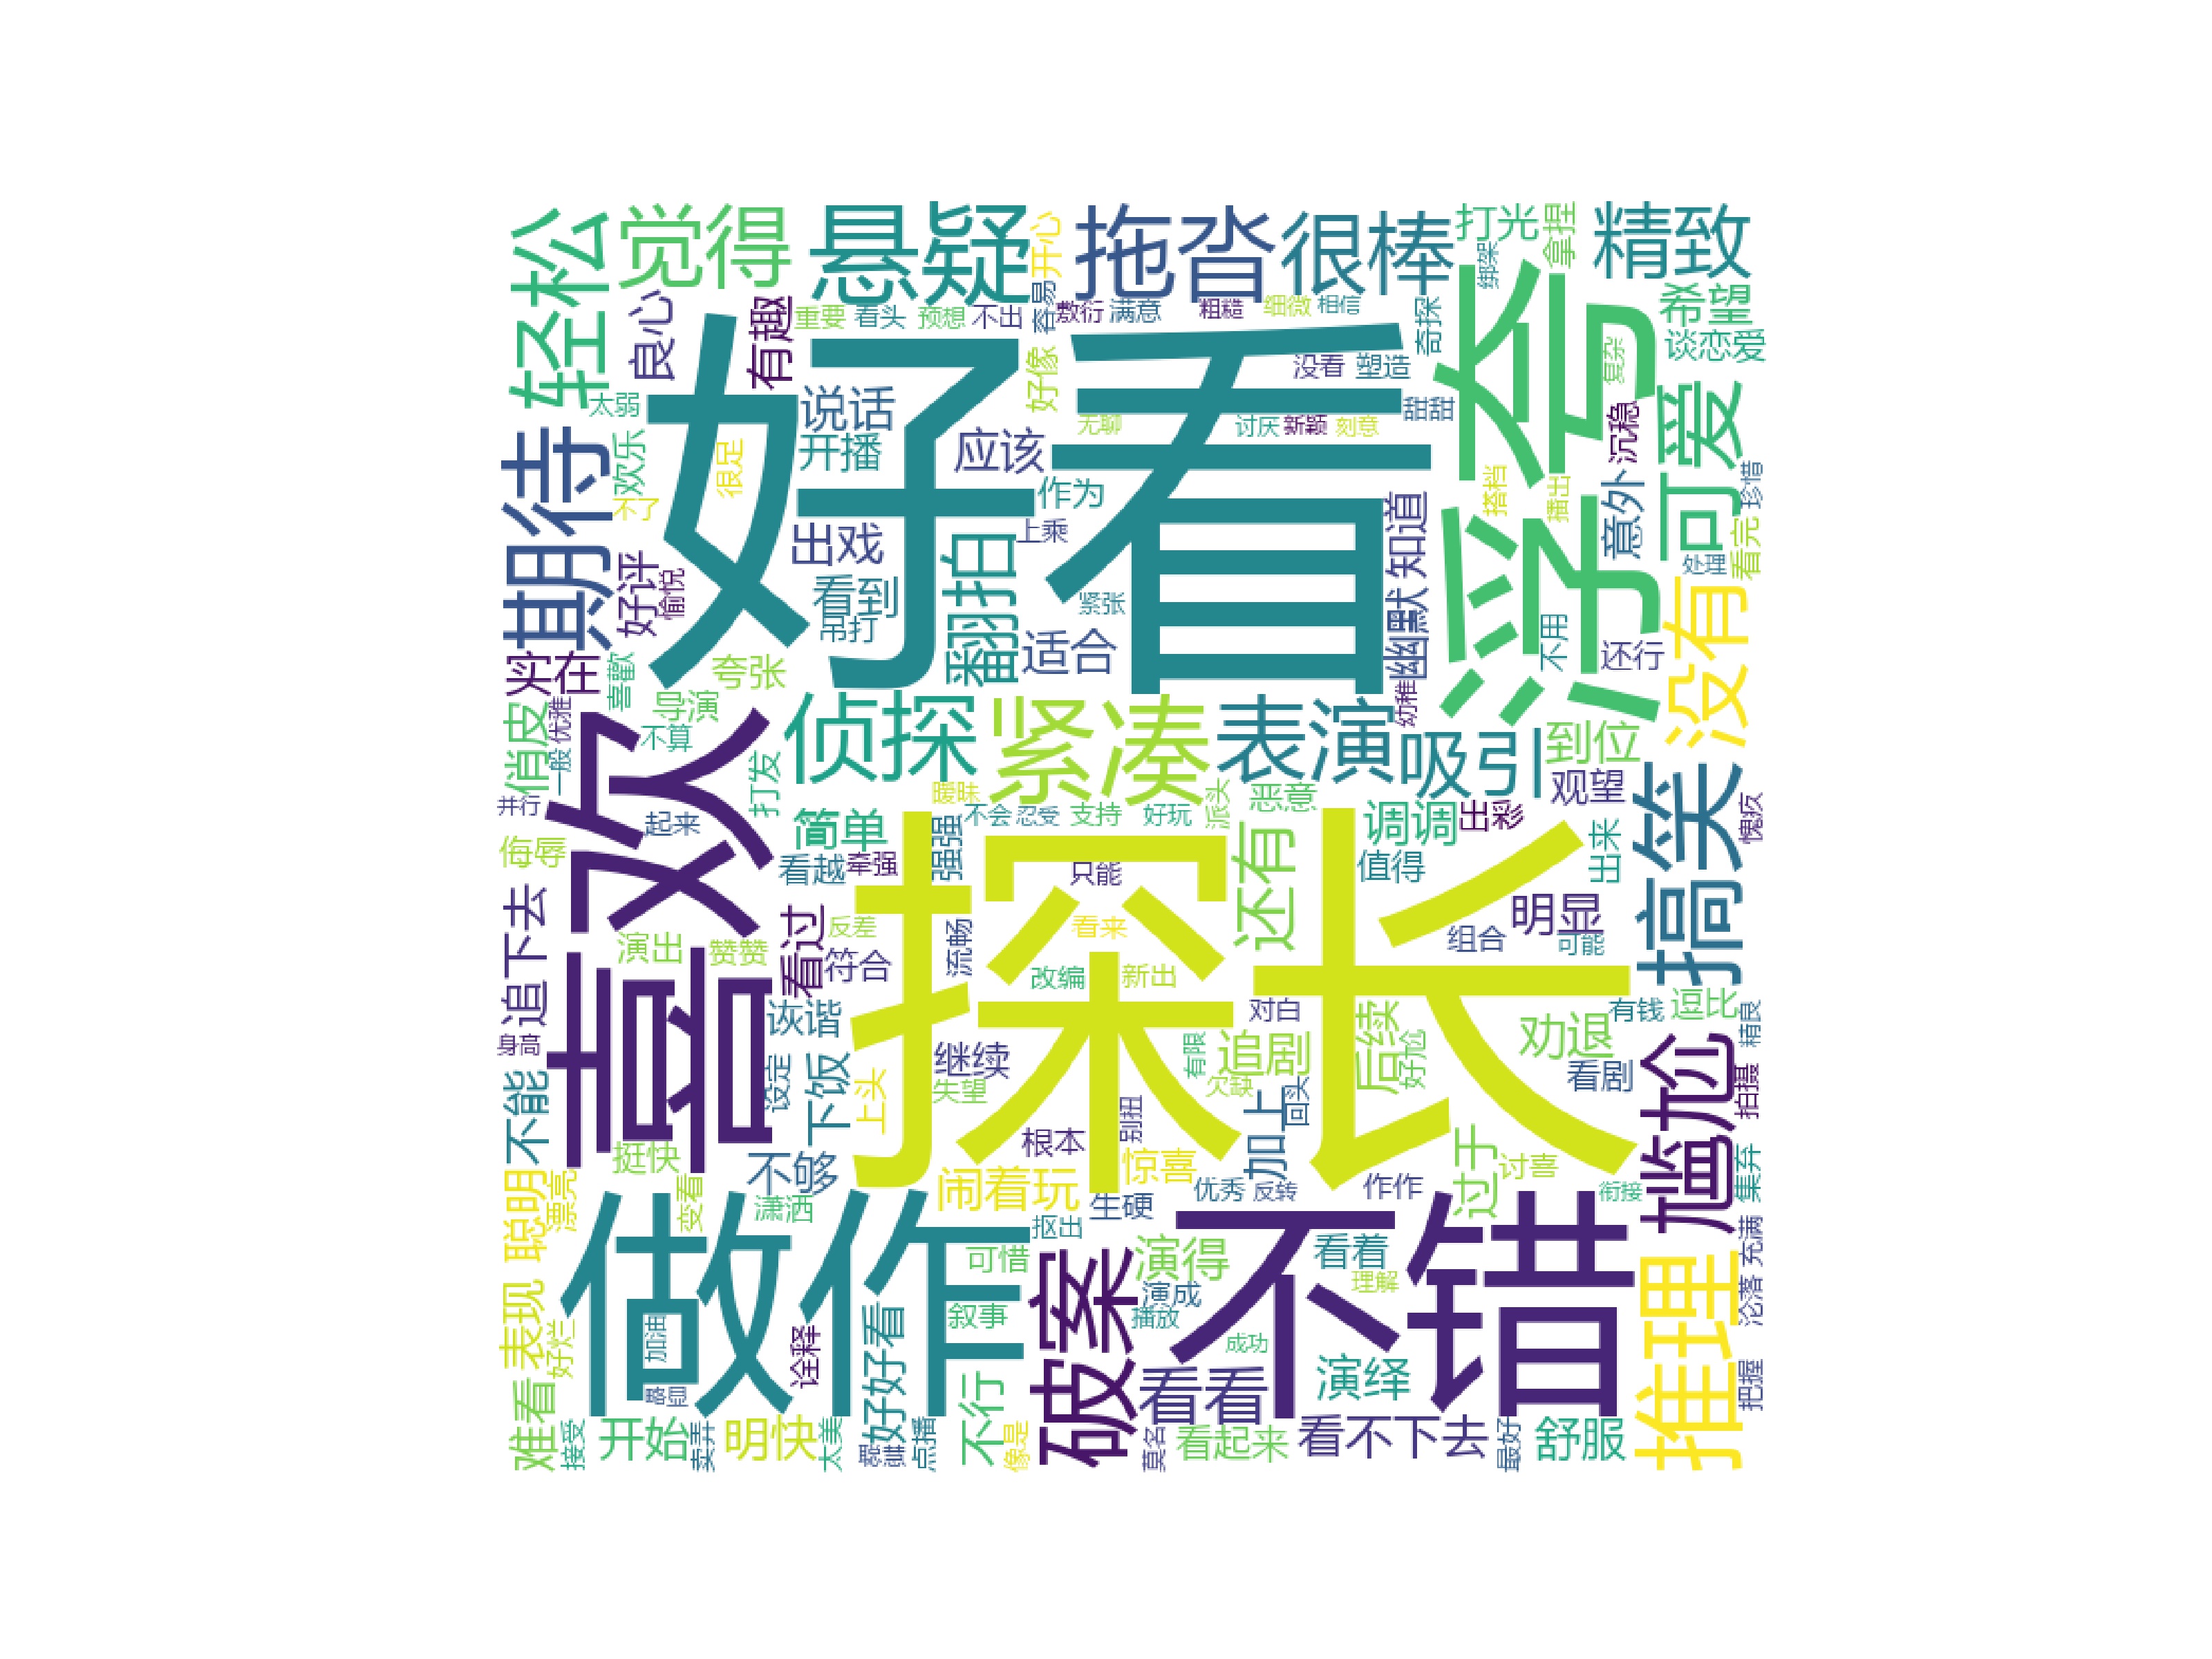 好看
探长
喜欢
浮夸
做作
不错
悬疑
拖沓
很棒
觉得
轻松
期待
精致
可爱
没有
搞笑
尴尬
推理
破案
侦探
紧凑
表演
吸引
翻拍
打光
拿捏
绑架
希望
谈恋爱
复杂
沉稳
意外
珍惜
看完
处理
搭档
播出
不用
还行
奇探
甜甜
知道
幽默
幼稚
开心
容易
良心
有趣
重要
看头
预想
不出
敷衍
满意
粗糙
细微
相信
没看
塑造
好像
无聊
讨厌
新颖
刻意
太弱
欢乐
不了
很足
说话
开播
应该
作为
上乘
出戏
看到
吊打
适合
紧张
好评
愉悦
实在
喜歡
夸张
导演
不算
俏皮
优雅
一般
并行
打发
起来
侮辱
简单
看越
牵强
强强
暧昧
不会
忍受
支持
好玩
派头
恶意
到位
观望
调调
出彩
值得
出来
愧疚
还有
只能
看来
改编
新出
明显
组合
可能
追下去
演出
赞赞
看过
反差
符合
流畅
诙谐
身高
不能
设定
下饭
上头
继续
失望
对白
有限
追剧
欠缺
后续
好尬
劝退
有钱
逗比
精良
看剧
拍摄
加上
回头
别扭
根本
挺快
不够
闹着玩
惊喜
生硬
优秀
反转
作作
过于
讨喜
衔接
集弃
充满
沦落
把握
聪明
漂亮
变看
潇洒
抠出
可惜
演得
演成
播放
看着
理解
叙事
成功
表现
好烂
加油
略显
诠释
好好看
看看
演绎
难看
接受
开始
卖弄
明快
太美
点播
不行
像是
莫名
看起来
看不下去
最好
舒服